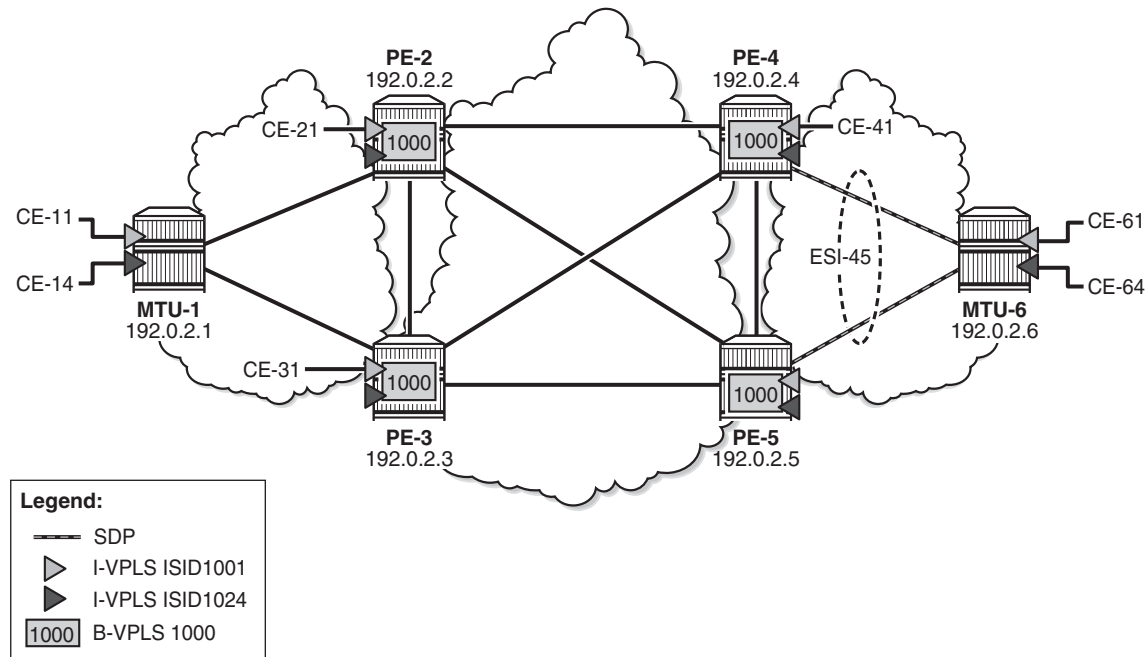 PE-2
192.0.2.2
PE-4
192.0.2.4
CE-21
1000
1000
CE-41
CE-11
CE-14
MTU-1
192.0.2.1
ESI-45
CE-61
CE-64
MTU-6
192.0.2.6
CE-31
1000
1000
PE-3
192.0.2.3
PE-5
192.0.2.5
Legend:
SDP
I-VPLS ISID1001
I-VPLS ISID1024
1000 B-VPLS 1000